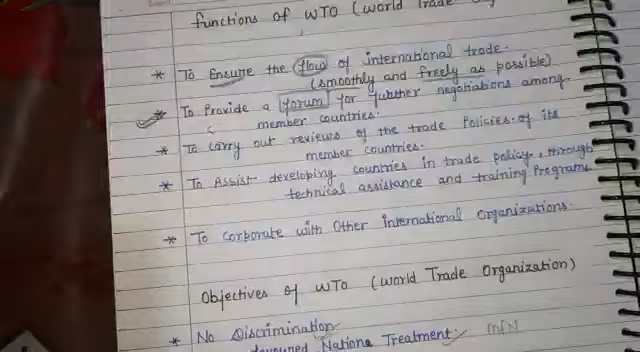 functions of WTO (World Trade
* To Ensure the flow of international trade.
(smoothly and freely as possible)
* To Provide a forum for further negotiations among
member countries.
* To carry out reviews of the trade Policies of its
member countries.
* To Assist developing countries in trade policy, through
technical assistance and training Programs
* To Corporate with Other International Organizations.
Objectives of WTO (World Trade Organization)
* No Discrimination
favoured Nations Treatment MFN